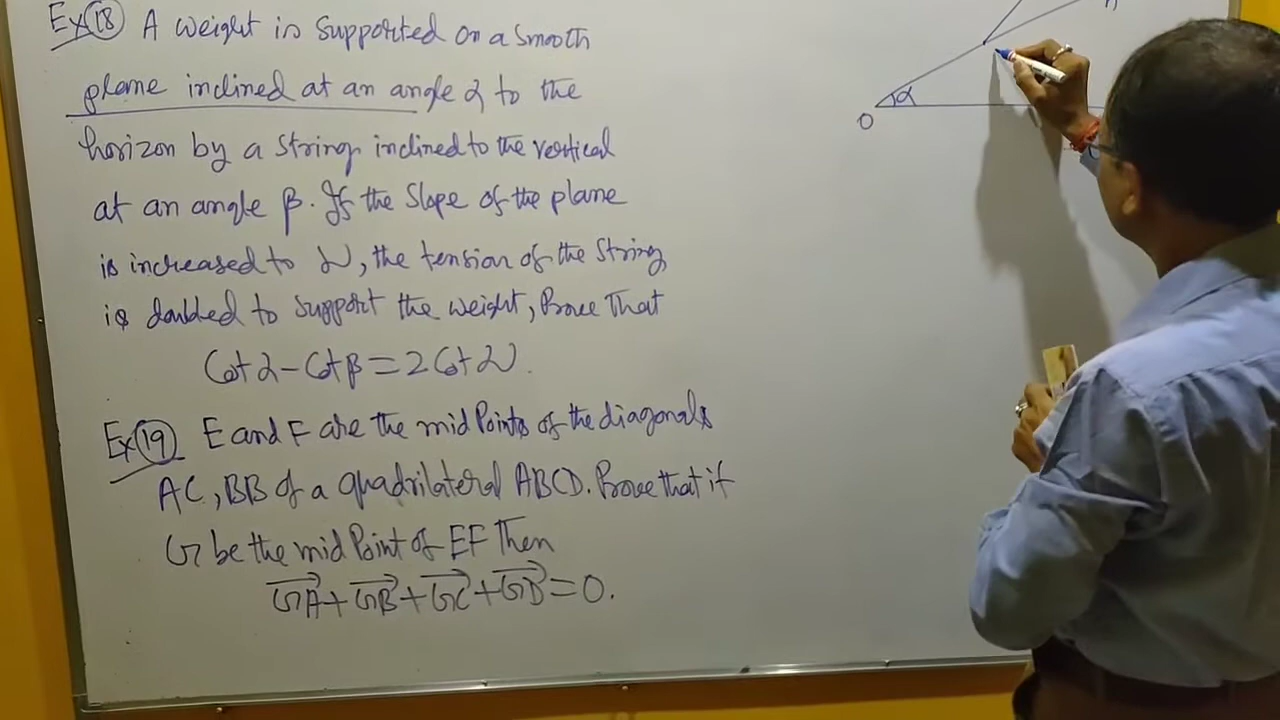 Ex(18) A weight is supported on a smooth
plane inclined at an angle α to the
horizon by a string inclined to the vertical
at an angle β. If the slope of the plane
is increased to ν, the tension of the string
is doubled to support the weight, Prove that
Cot α - Cot β = 2 Cot ν.
Ex(19) E and F are the mid Points of the diagonals
AC, BB of a quadrilateral ABCD. Prove that if
G be the mid Point of EF Then
GA + GB + GC + GD = 0.
α
O